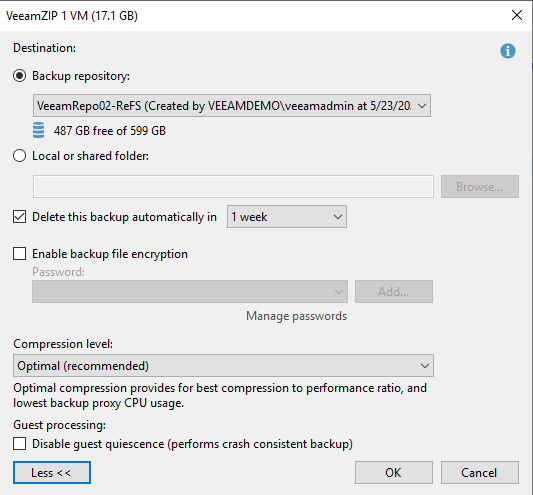 VeeamZIP 1 VM (17.1 GB)
Destination:
Backup repository:
VeeamRepo02-ReFS (Created by VEEAMDEMO\veeamadmin at 5/23/20
487 GB free of 599 GB
Local or shared folder:
Browse...
Delete this backup automatically in 1 week
Enable backup file encryption
Password:
Add...
Manage passwords
Compression level:
Optimal (recommended)
Optimal compression provides for best compression to performance ratio, and
lowest backup proxy CPU usage.
Guest processing:
Disable guest quiescence (performs crash consistent backup)
Less << OK Cancel